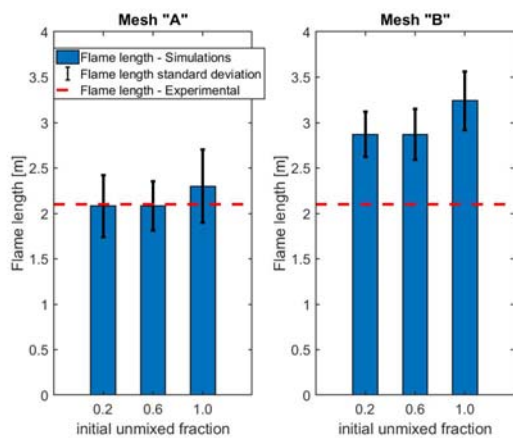 Mesh "A"
Flame length [m]
4
3.5
3
2.5
2
1.5
1
0.5
0
Flame length - Simulations
Flame length standard deviation
Flame length - Experimental
0.2 0.6 1.0
initial unmixed fraction
Mesh "B"
Flame length [m]
4
3.5
3
2.5
2
1.5
1
0.5
0
0.2 0.6 1.0
initial unmixed fraction